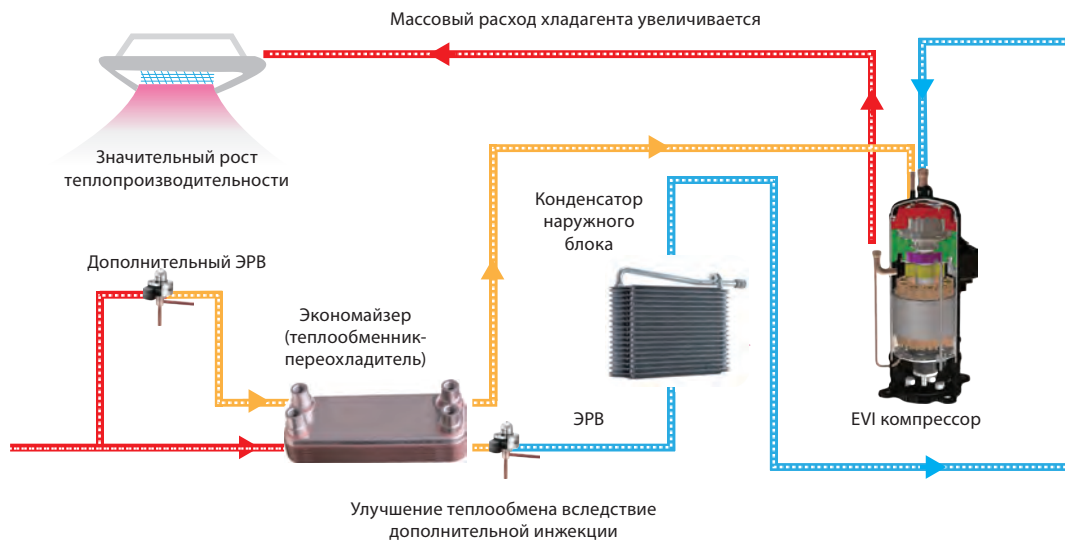 Массовый расход хладагента увеличивается
Значительный рост
теплопроизводительности
Конденсатор
наружного
блока
Дополнительный ЭРВ
Экономайзер
(теплообменник-
переохладитель)
ЭРВ
EVI компрессор
Улучшение теплообмена вследствие
дополнительной инжекции